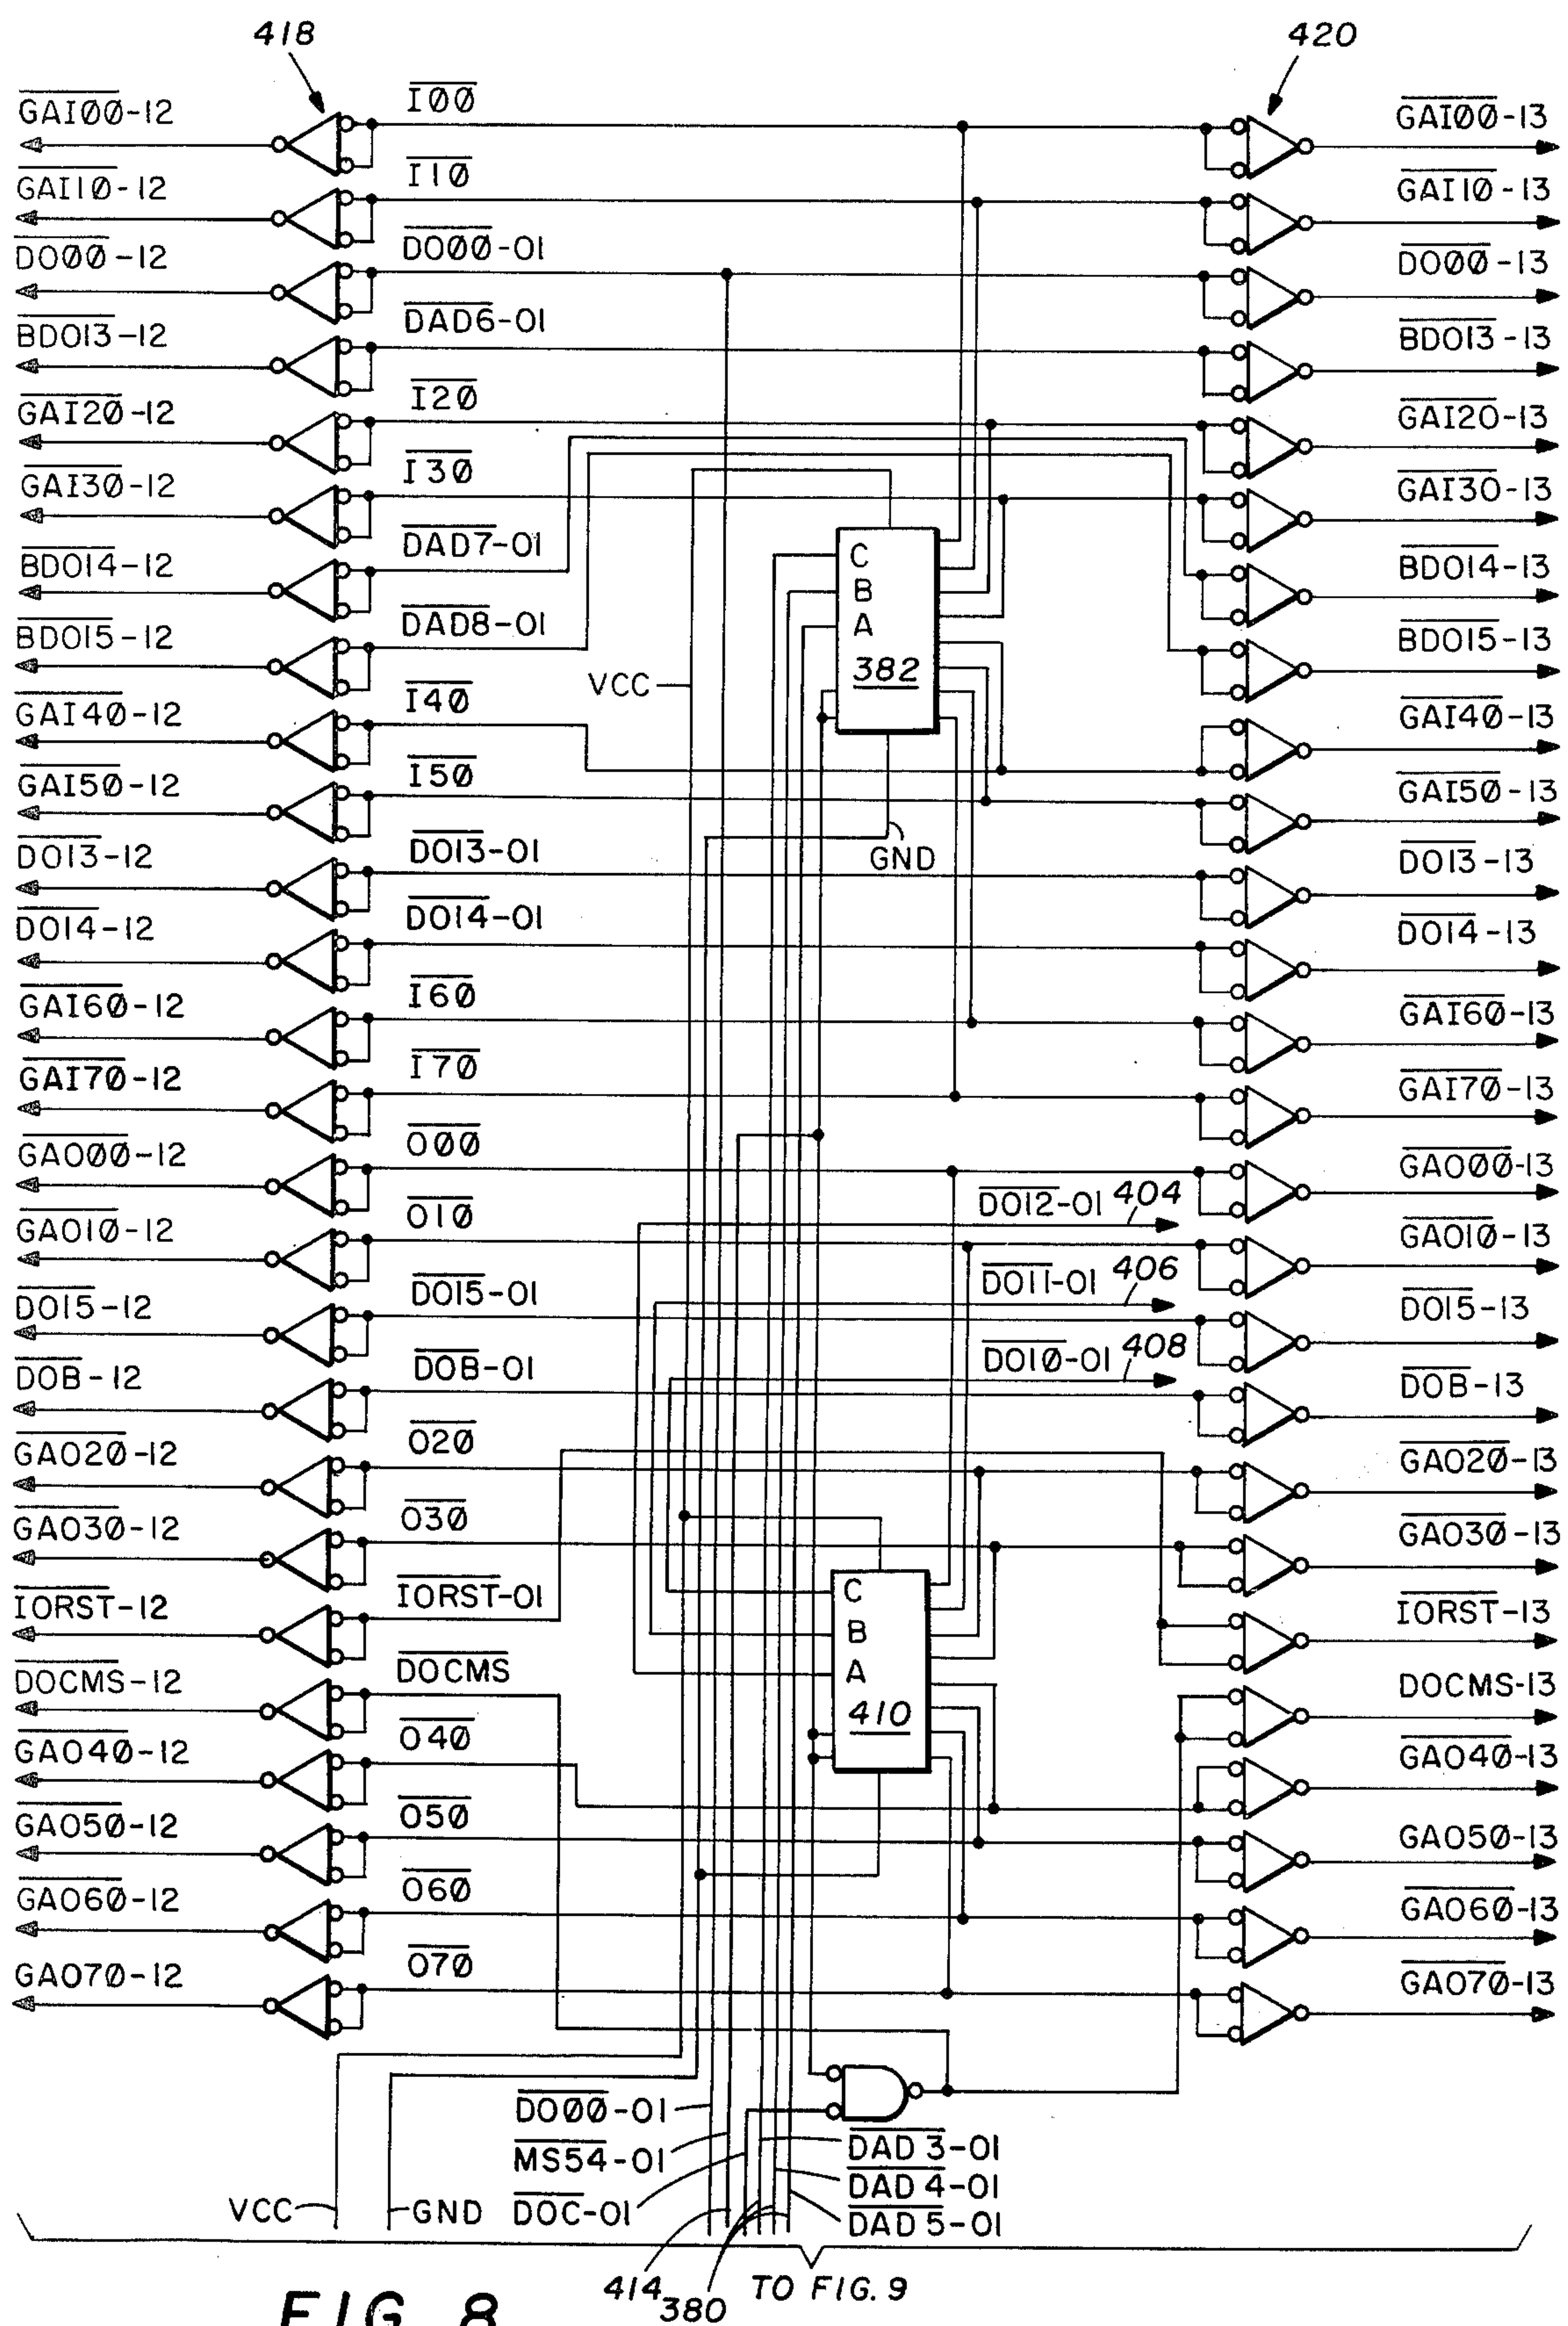 418
420
GAI00-12 I00 GAI00-13
GAI10-12 I10 GAI10-13
DO00-12 DO00-01 DO00-13
BDO13-12 DAD6-01 BDO13-13
GAI20-12 I20 GAI20-13
GAI30-12 I30 GAI30-13
BDO14-12 DAD7-01 BDO14-13
C
B
A
382
BDO15-12 DAD8-01 BDO15-13
VCC
GAI40-12 I40 GAI40-13
GAI50-12 I50 GAI50-13
GND
DO13-12 DO13-01 DO13-13
DO14-12 DO14-01 DO14-13
GAI60-12 I60 GAI60-13
GAI70-12 I70 GAI70-13
GAO00-12 O00 GAO00-13
DO12-01 404
GAO10-12 O10 GAO10-13
DO11-01 406
DO15-12 DO15-01 DO15-13
DO10-01 408
DOB-12 DOB-01 DOB-13
GAO20-12 O20 GAO20-13
GAO30-12 O30 GAO30-13
C
B
A
410
IORST-12 IORST-01 IORST-13
DOCMS-12 DOCMS DOCMS-13
GAO40-12 O40 GAO40-13
GAO50-12 O50 GAO50-13
GAO60-12 O60 GAO60-13
GAO70-12 O70 GAO70-13
DO00-01
MS54-01
DOC-01
DAD 3-01
DAD 4-01
DAD 5-01
VCC
GND
414
380
TO FIG. 9
FIG. 8